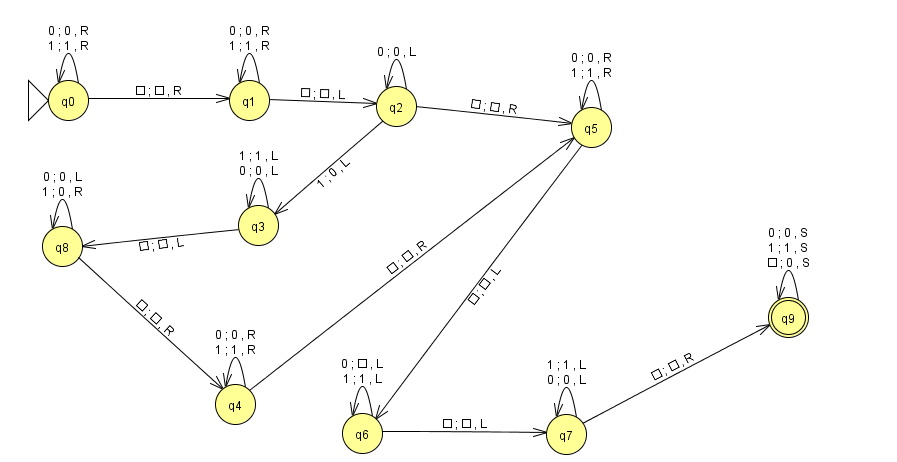 0 ; 0 , R
1 ; 1 , R
0 ; 0 , R
1 ; 1 , R
0 ; 0 , L
0 ; 0 , R
1 ; 1 , R
q0
□ ; □ , R
q1
□ ; □ , L
q2
□ ; □ , R
q5
1 ; 0 , L
1 ; 1 , L
0 ; 0 , L
0 ; 0 , L
1 ; 0 , R
q3
□ ; □ , L
q8
□ ; □ , R
□ ; □ , L
0 ; 0 , S
1 ; 1 , S
□ ; 0 , S
q9
□ ; □ , R
0 ; 0 , R
1 ; 1 , R
q4
0 ; □ , L
1 ; 1 , L
1 ; 1 , L
0 ; 0 , L
□ ; □ , R
q6
□ ; □ , L
q7